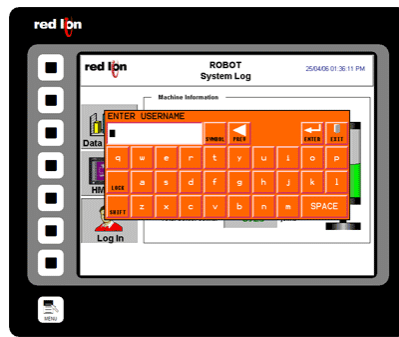 red lion
red lion
ROBOT
System Log
25/04/06 01:36:11 PM
Machine Information
ENTER USERNAME
SYMBOL PREV ENTER EXIT
Data
q w e r t y u i o p
HM
LOCK a s d f g h j k l
SHIFT z x c v b n m SPACE
Log In
MENU